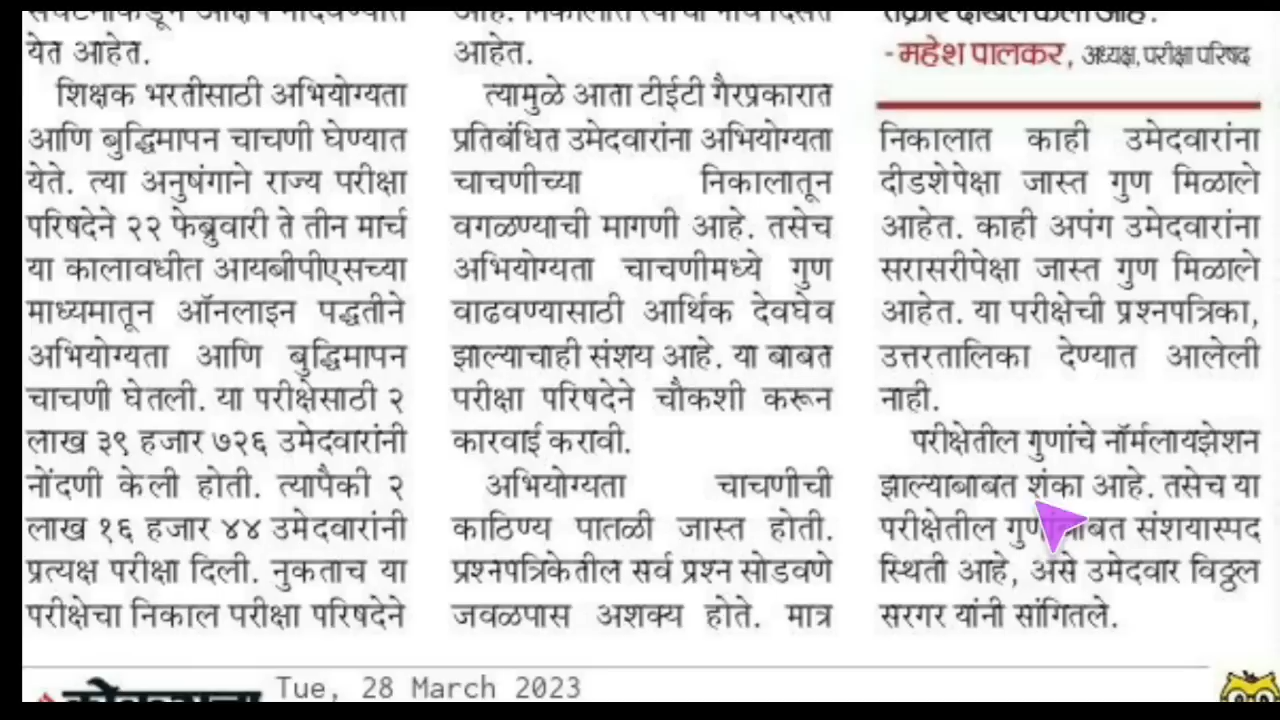 येत आहेत.
शिक्षक भरतीसाठी अभियोग्यता
आणि बुद्धिमापन चाचणी घेण्यात
येते. त्या अनुषंगाने राज्य परीक्षा
परिषदेने २२ फेब्रुवारी ते तीन मार्च
या कालावधीत आयबीपीएसच्या
माध्यमातून ऑनलाइन पद्धतीने
अभियोग्यता आणि बुद्धिमापन
चाचणी घेतली. या परीक्षेसाठी २
लाख ३९ हजार ७२६ उमेदवारांनी
नोंदणी केली होती. त्यापैकी २
लाख १६ हजार ४४ उमेदवारांनी
प्रत्यक्ष परीक्षा दिली. नुकताच या
परीक्षेचा निकाल परीक्षा परिषदेने
आहे. निकालात त्यांची नावे दिसत
आहेत.
त्यामुळे आता टीईटी गैरप्रकारात
प्रतिबंधित उमेदवारांना अभियोग्यता
चाचणीच्या निकालातून
वगळण्याची मागणी आहे. तसेच
अभियोग्यता चाचणीमध्ये गुण
वाढवण्यासाठी आर्थिक देवघेव
झाल्याचाही संशय आहे. या बाबत
परीक्षा परिषदेने चौकशी करून
कारवाई करावी.
अभियोग्यता चाचणीची
काठिण्य पातळी जास्त होती.
प्रश्नपत्रिकेतील सर्व प्रश्न सोडवणे
जवळपास अशक्य होते. मात्र
तक्रार दाखल केली आहे.
- महेश पालकर, अध्यक्ष, परीक्षा परिषद
निकालात काही उमेदवारांना
दीडशेपेक्षा जास्त गुण मिळाले
आहेत. काही अपंग उमेदवारांना
सरासरीपेक्षा जास्त गुण मिळाले
आहेत. या परीक्षेची प्रश्नपत्रिका,
उत्तरतालिका देण्यात आलेली
नाही.
परीक्षेतील गुणांचे नॉर्मलायझेशन
झाल्याबाबत शंका आहे. तसेच या
परीक्षेतील गुणांबाबत संशयास्पद
स्थिती आहे, असे उमेदवार विठ्ठल
सरगर यांनी सांगितले.
Tue, 28 March 2023